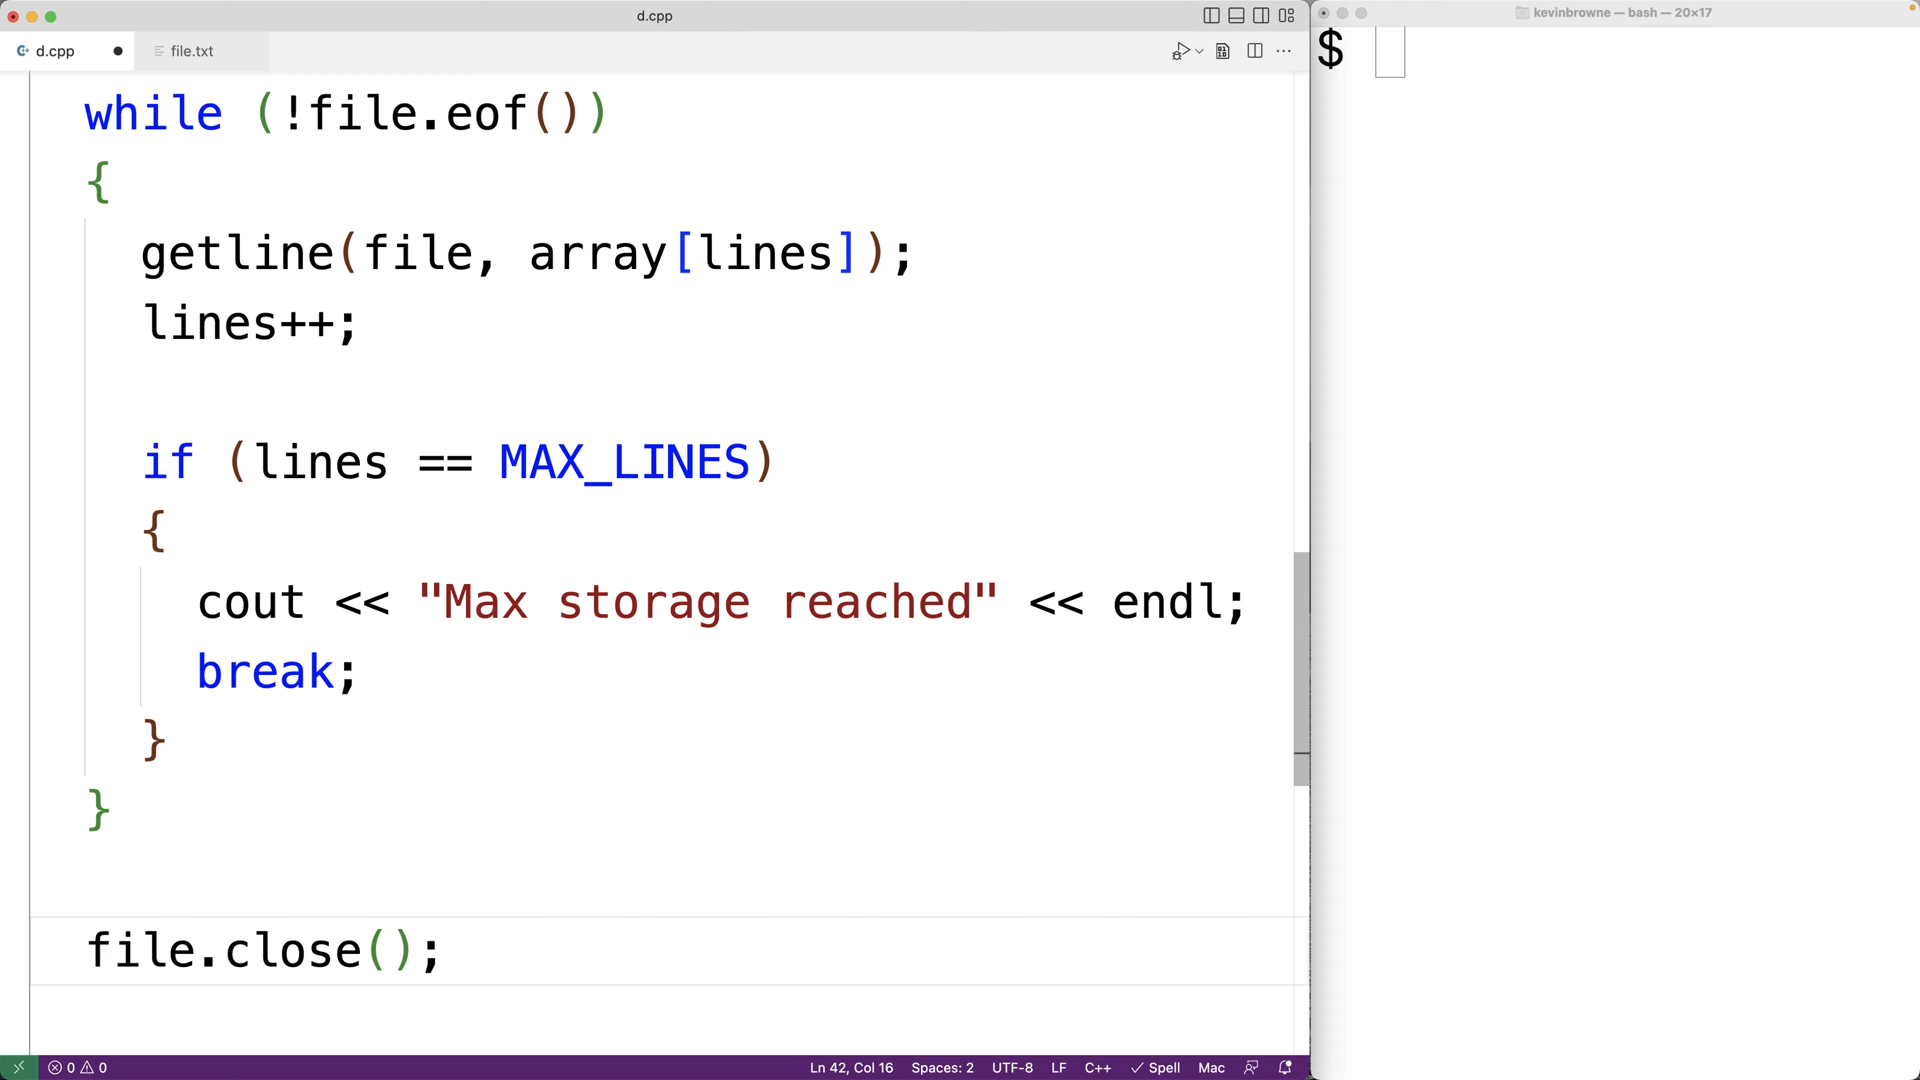 d.cpp
kevinbrowne — bash — 20×17
d.cpp
file.txt
$
while (!file.eof())
{
getline(file, array[lines]);
lines++;
if (lines == MAX_LINES)
{
cout << "Max storage reached" << endl;
break;
}
}
file.close();
0 0
Ln 42, Col 16
Spaces: 2
UTF-8
LF
C++
Spell
Mac